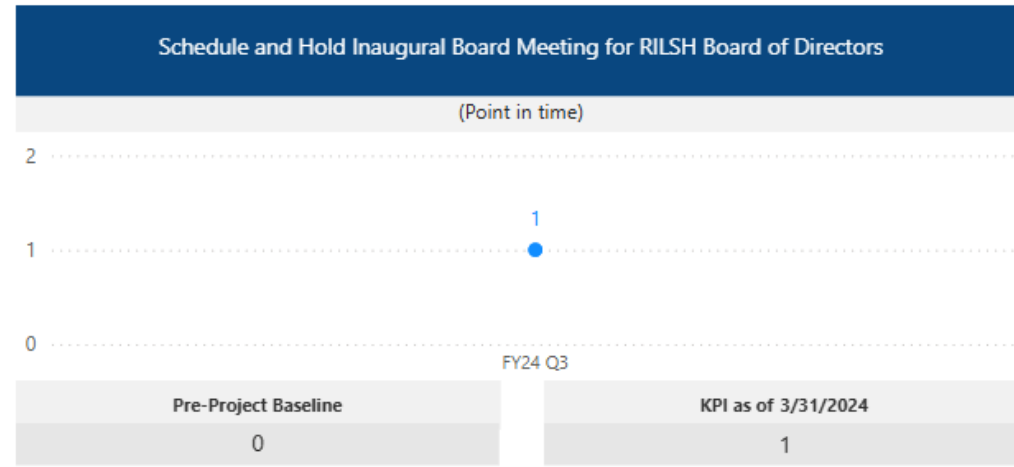 Schedule and Hold Inaugural Board Meeting for RILSH Board of Directors
(Point in time)
2
1
1
0
FY24 Q3
Pre-Project Baseline
KPI as of 3/31/2024
0
1